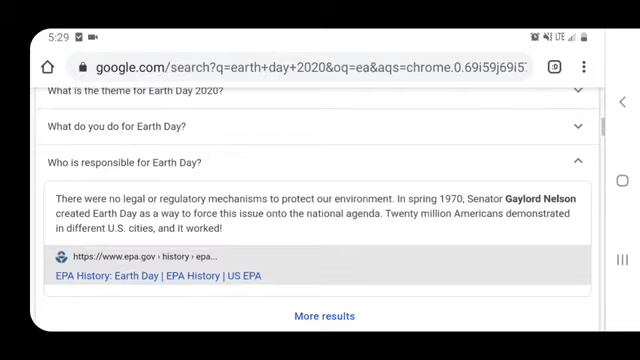 5:29 LTE
google.com/search?q=earth+day+2020&oq=ea&aqs=chrome.0.69i59j69i5 :D
What is the theme for Earth Day 2020?
What do you do for Earth Day?
Who is responsible for Earth Day?
There were no legal or regulatory mechanisms to protect our environment. In spring 1970, Senator Gaylord Nelson
created Earth Day as a way to force this issue onto the national agenda. Twenty million Americans demonstrated
in different U.S. cities, and it worked!
https://www.epa.gov › history › epa...
EPA History: Earth Day | EPA History | US EPA
More results